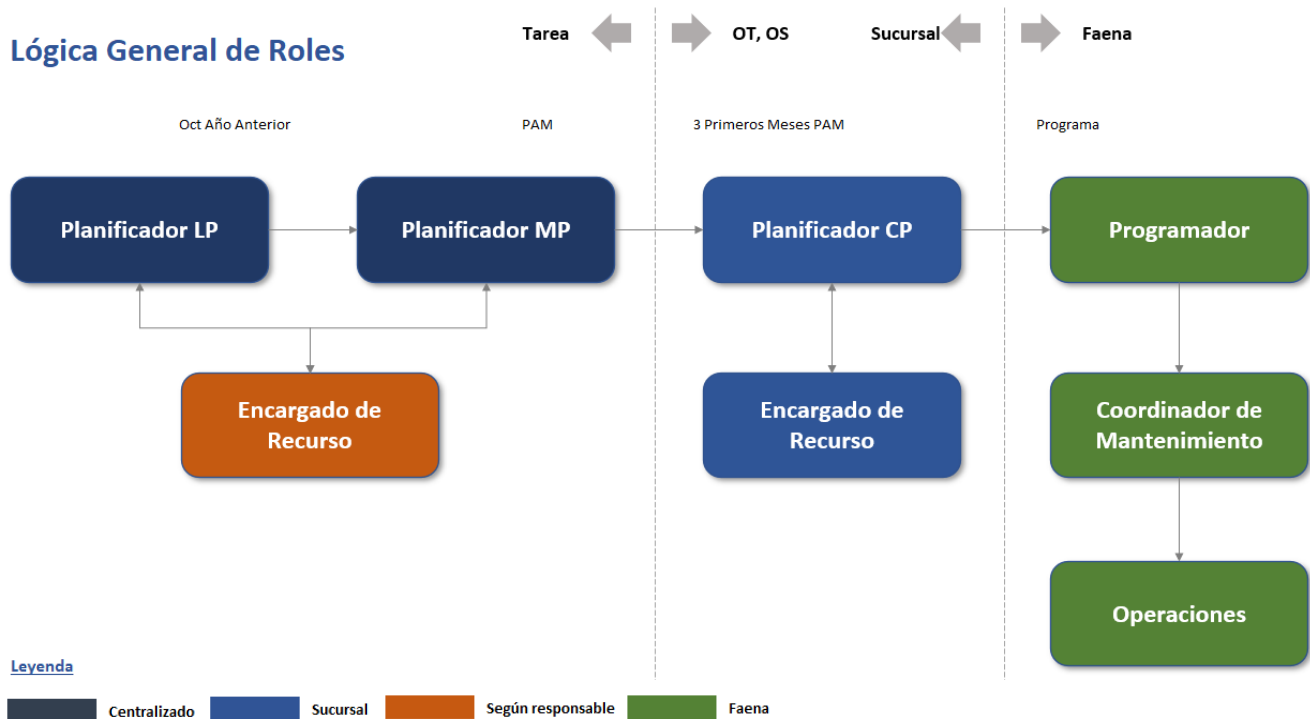 Lógica General de Roles
Tarea
OT, OS
Sucursal
Faena
Oct Año Anterior
PAM
3 Primeros Meses PAM
Programa
Planificador LP
Planificador MP
Planificador CP
Programador
Encargado de
Recurso
Encargado de
Recurso
Coordinador de
Mantenimiento
Operaciones
Leyenda
Centralizado
Sucursal
Según responsable
Faena